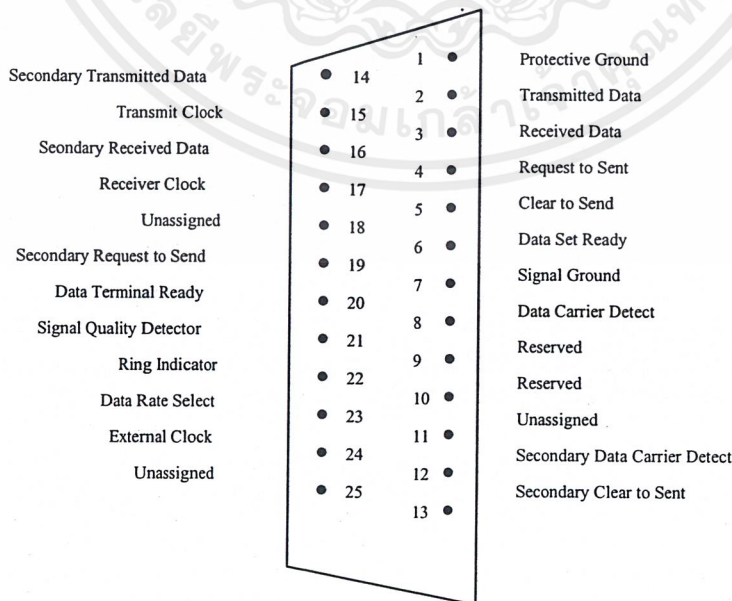 Secondary Transmitted Data
Transmit Clock
Seondary Received Data
Receiver Clock
Unassigned
Secondary Request to Send
Data Terminal Ready
Signal Quality Detector
Ring Indicator
Data Rate Select
External Clock
Unassigned
14
15
16
17
18
19
20
21
22
23
24
25
1
2
3
4
5
6
7
8
9
10
11
12
13
Protective Ground
Transmitted Data
Received Data
Request to Sent
Clear to Send
Data Set Ready
Signal Ground
Data Carrier Detect
Reserved
Reserved
Unassigned
Secondary Data Carrier Detect
Secondary Clear to Sent